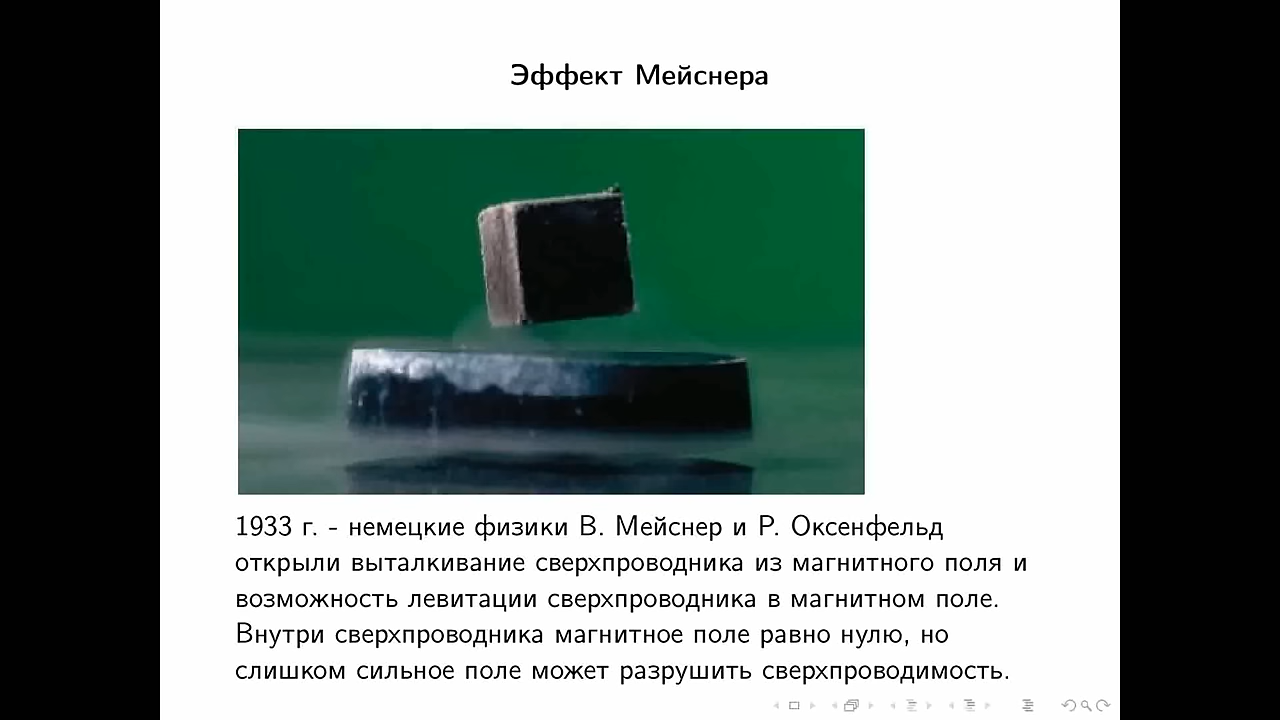 Эффект Мейснера
1933 г. - немецкие физики В. Мейснер и Р. Оксенфельд
открыли выталкивание сверхпроводника из магнитного поля и
возможность левитации сверхпроводника в магнитном поле.
Внутри сверхпроводника магнитное поле равно нулю, но
слишком сильное поле может разрушить сверхпроводимость.